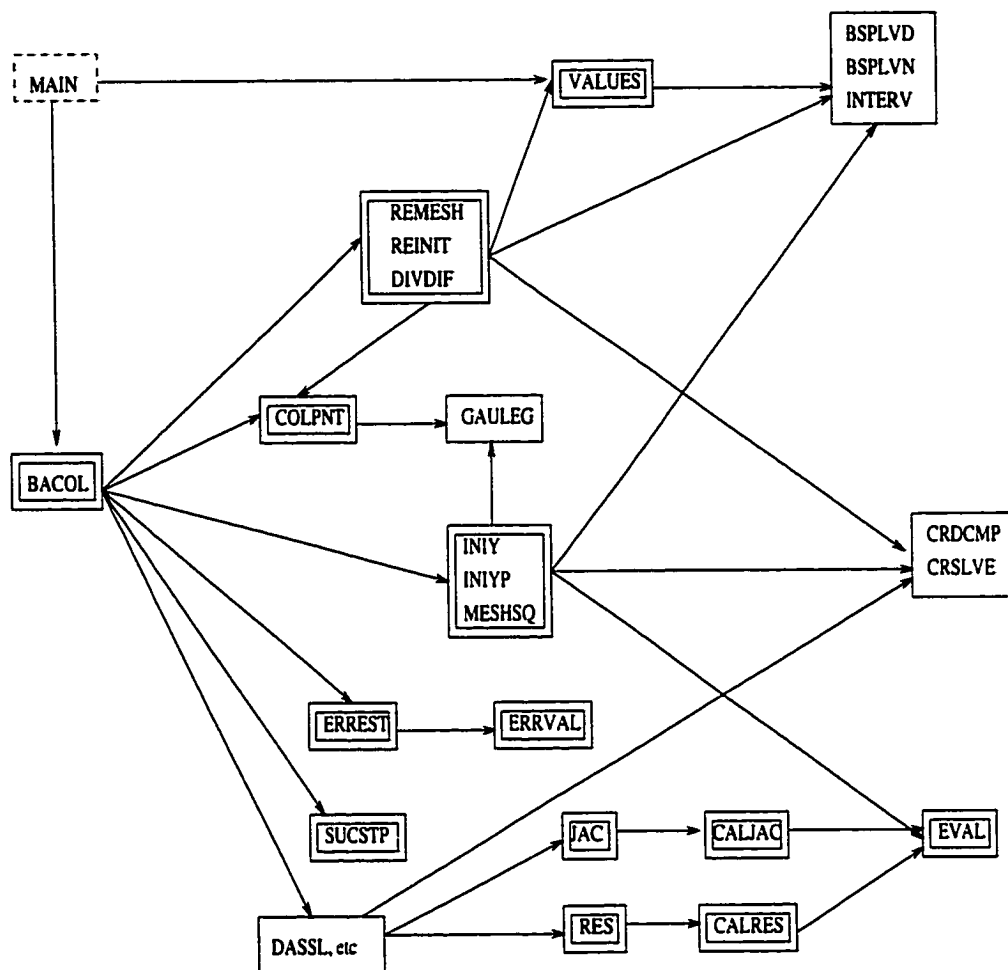 MAIN
VALUES
BSPLVD
BSPLVN
INTERV
REMESH
REINIT
DIVDIF
COLPNT
GAULEG
BACOL
INIY
INIYP
MESHSQ
CRDCMP
CRSLVE
ERREST
ERRVAL
SUCSTP
JAC
CALJAC
EVAL
DASSL, etc
RES
CALRES